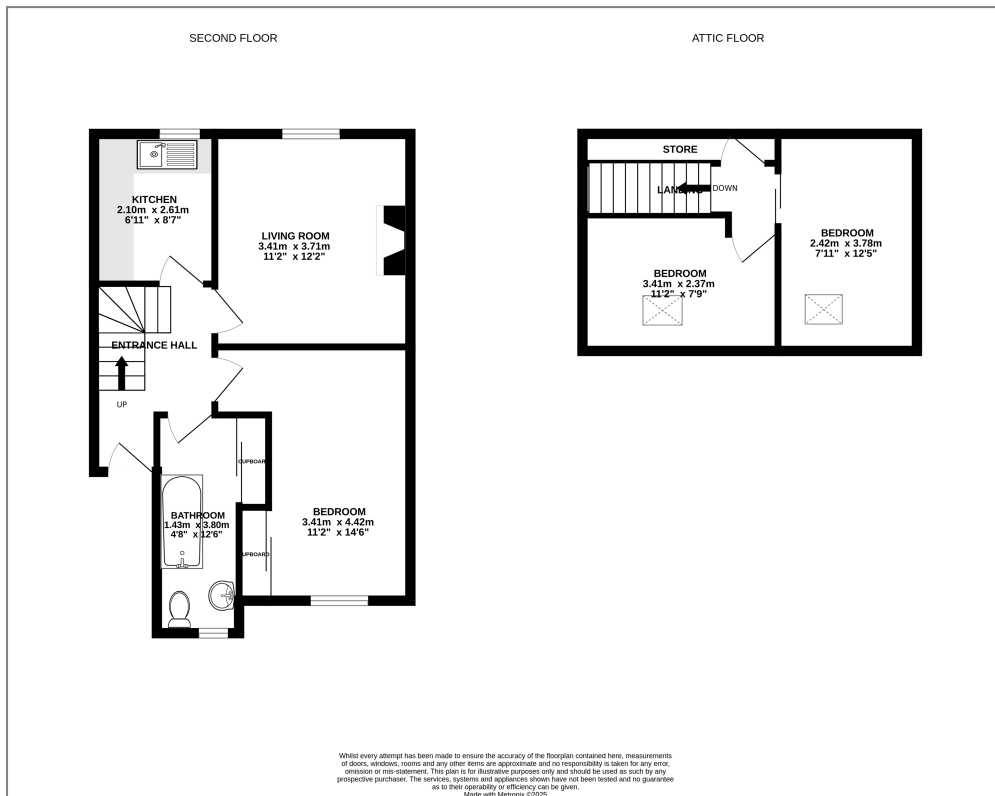 SECOND FLOOR
ATTIC FLOOR
KITCHEN
2.10m x 2.61m
6'11" x 8'7"
LIVING ROOM
3.41m x 3.71m
11'2" x 12'2"
ENTRANCE HALL
UP
CUPBOARD
BATHROOM
1.43m x 3.80m
4'8" x 12'6"
BEDROOM
3.41m x 4.42m
11'2" x 14'6"
CUPBOARD
STORE
LANDING
DOWN
BEDROOM
3.41m x 2.37m
11'2" x 7'9"
BEDROOM
2.42m x 3.78m
7'11" x 12'5"
Whilst every attempt has been made to ensure the accuracy of the floorplan contained here, measurements
of doors, windows, rooms and any other items are approximate and no responsibility is taken for any error,
omission or mis-statement. This plan is for illustrative purposes only and should be used as such by any
prospective purchaser. The services, systems and appliances shown have not been tested and no guarantee
as to their operability or efficiency can be given.
Made with Metropix ©2025